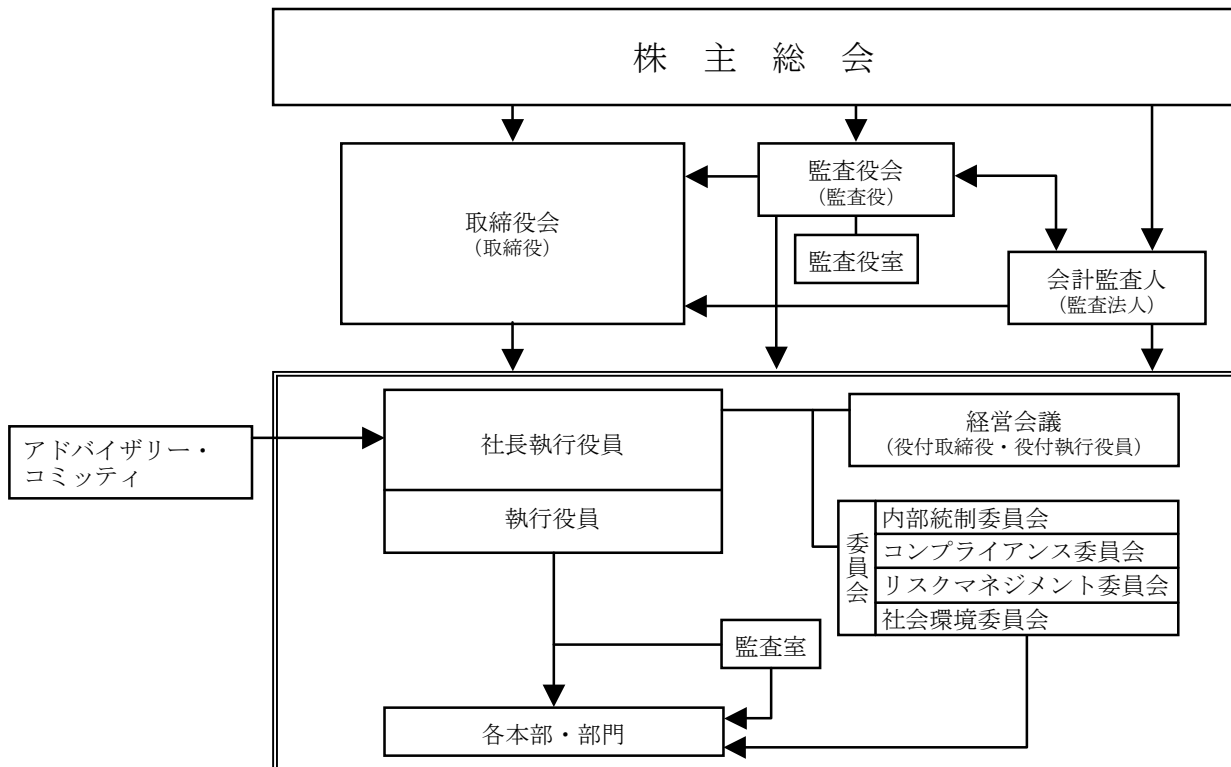 株主総会
監査役会
(監査役)
取締役会
(取締役)
監査役室
会計監査人
(監査法人)
アドバイザリー・
コミッティ
社長執行役員
執行役員
経営会議
(役付取締役・役付執行役員)
委員会
内部統制委員会
コンプライアンス委員会
リスクマネジメント委員会
社会環境委員会
監査室
各本部・部門